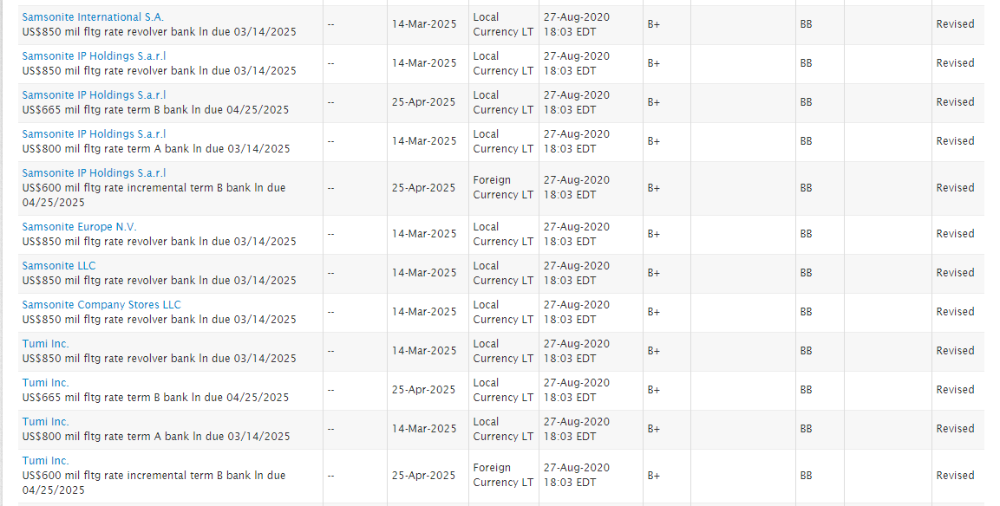 Samsonite International S.A.
US$850 mil fltg rate revolver bank ln due 03/14/2025
--
14-Mar-2025
Local
Currency LT
27-Aug-2020
18:03 EDT
B+
BB
Revised
Samsonite IP Holdings S.a.r.l
US$850 mil fltg rate revolver bank ln due 03/14/2025
--
14-Mar-2025
Local
Currency LT
27-Aug-2020
18:03 EDT
B+
BB
Revised
Samsonite IP Holdings S.a.r.l
US$665 mil fltg rate term B bank ln due 04/25/2025
--
25-Apr-2025
Local
Currency LT
27-Aug-2020
18:03 EDT
B+
BB
Revised
Samsonite IP Holdings S.a.r.l
US$800 mil fltg rate term A bank ln due 03/14/2025
--
14-Mar-2025
Local
Currency LT
27-Aug-2020
18:03 EDT
B+
BB
Revised
Samsonite IP Holdings S.a.r.l
US$600 mil fltg rate incremental term B bank ln due
04/25/2025
--
25-Apr-2025
Foreign
Currency LT
27-Aug-2020
18:03 EDT
B+
BB
Revised
Samsonite Europe N.V.
US$850 mil fltg rate revolver bank ln due 03/14/2025
--
14-Mar-2025
Local
Currency LT
27-Aug-2020
18:03 EDT
B+
BB
Revised
Samsonite LLC
US$850 mil fltg rate revolver bank ln due 03/14/2025
--
14-Mar-2025
Local
Currency LT
27-Aug-2020
18:03 EDT
B+
BB
Revised
Samsonite Company Stores LLC
US$850 mil fltg rate revolver bank ln due 03/14/2025
--
14-Mar-2025
Local
Currency LT
27-Aug-2020
18:03 EDT
B+
BB
Revised
Tumi Inc.
US$850 mil fltg rate revolver bank ln due 03/14/2025
--
14-Mar-2025
Local
Currency LT
27-Aug-2020
18:03 EDT
B+
BB
Revised
Tumi Inc.
US$665 mil fltg rate term B bank ln due 04/25/2025
--
25-Apr-2025
Local
Currency LT
27-Aug-2020
18:03 EDT
B+
BB
Revised
Tumi Inc.
US$800 mil fltg rate term A bank ln due 03/14/2025
--
14-Mar-2025
Local
Currency LT
27-Aug-2020
18:03 EDT
B+
BB
Revised
Tumi Inc.
US$600 mil fltg rate incremental term B bank ln due
04/25/2025
--
25-Apr-2025
Foreign
Currency LT
27-Aug-2020
18:03 EDT
B+
BB
Revised